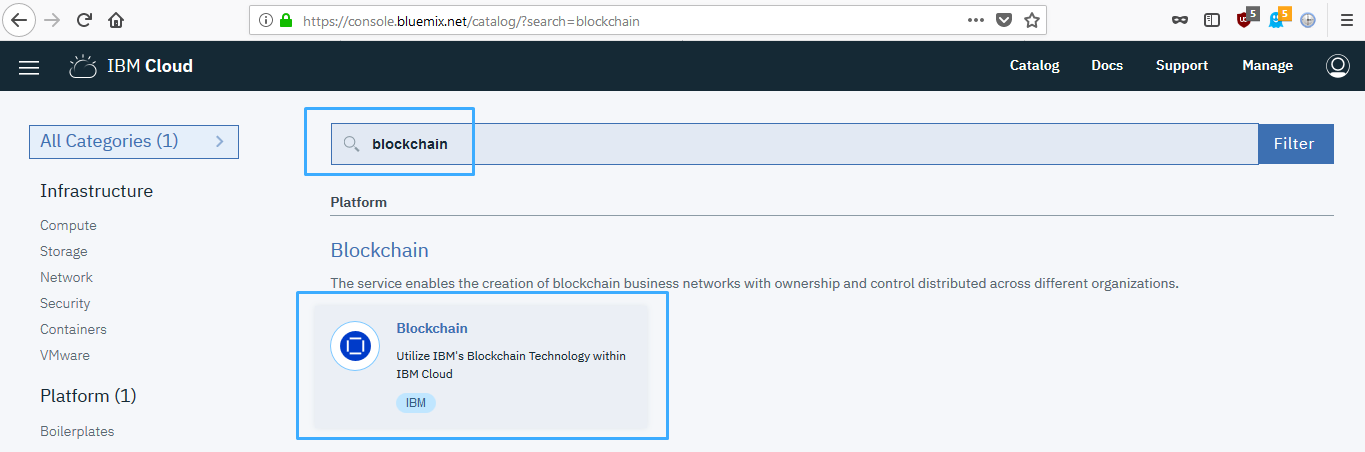 https://console.bluemix.net/catalog/?search=blockchain
5
5
IBM Cloud
Catalog
Docs
Support
Manage
All Categories (1)
blockchain
Filter
Infrastructure
Compute
Storage
Network
Security
Containers
VMware
Platform (1)
Boilerplates
Platform
Blockchain
The service enables the creation of blockchain business networks with ownership and control distributed across different organizations.
Blockchain
Utilize IBM's Blockchain Technology within
IBM Cloud
IBM